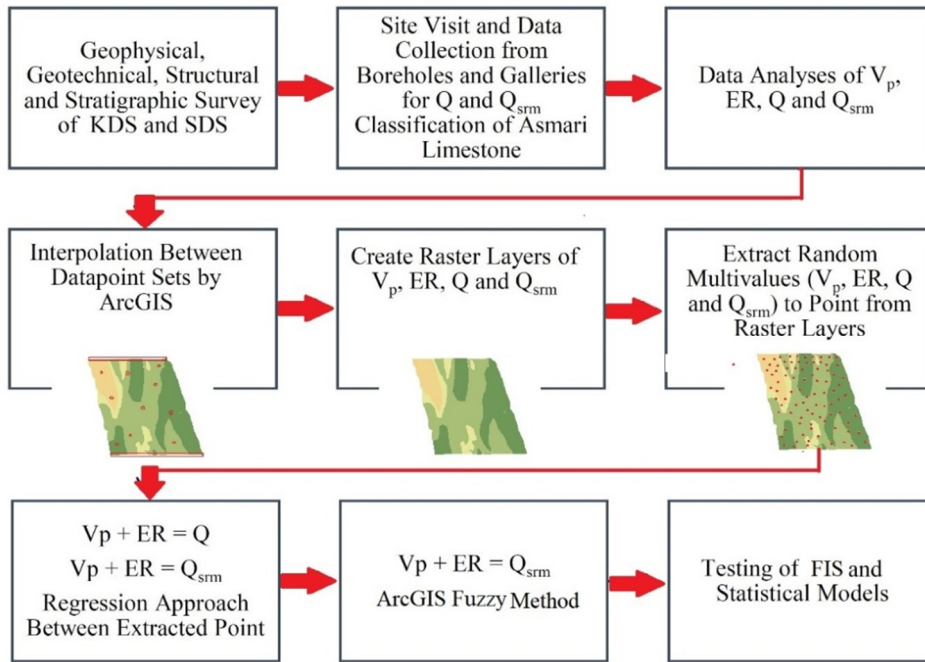 Geophysical,
Geotechnical, Structural
and Stratigraphic Survey
of KDS and SDS
Site Visit and Data
Collection from
Boreholes and Galleries
for Q and Qsrm
Classification of Asmari
Limestone
Data Analyses of Vp,
ER, Q and Qsrm
Interpolation Between
Datapoint Sets by
ArcGIS
Create Raster Layers of
Vp, ER, Q and Qsrm
Extract Random
Multivalues (Vp, ER, Q
and Qsrm) to Point from
Raster Layers
Vp + ER = Q
Vp + ER = Qsrm
Regression Approach
Between Extracted Point
Vp + ER = Qsrm
ArcGIS Fuzzy Method
Testing of FIS and
Statistical Models